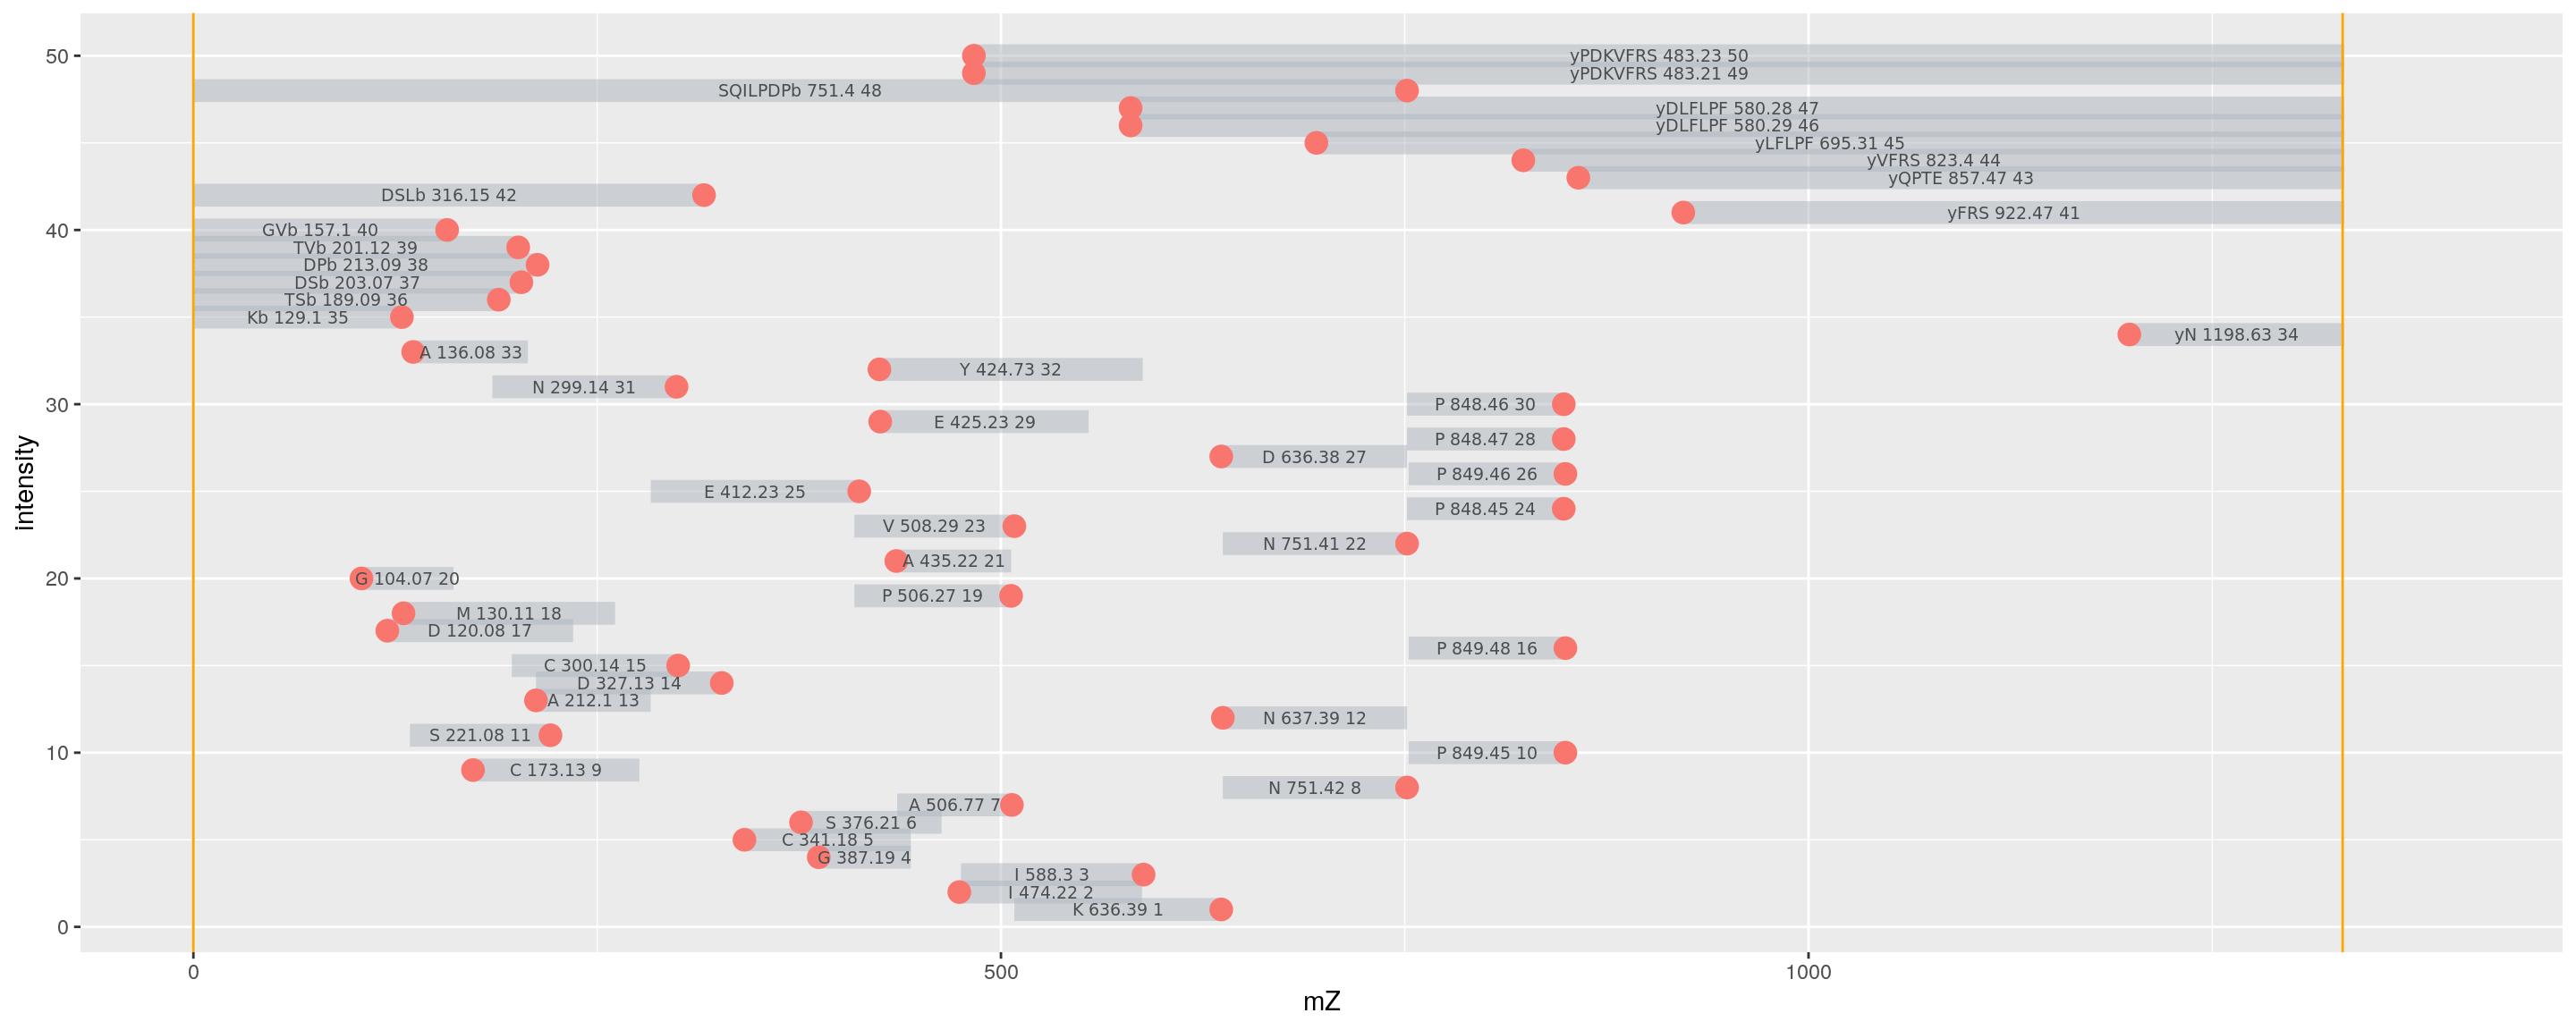 50
yPDKVFRS 483.23 50
yPDKVFRS 483.21 49
SQILPDPb 751.4 48
yDLFLPF 580.28 47
yDLFLPF 580.29 46
yLFLPF 695.31 45
yVFRS 823.4 44
yQPTE 857.47 43
DSLb 316.15 42
yFRS 922.47 41
40
GVb 157.1 40
TVb 201.12 39
DPb 213.09 38
DSb 203.07 37
TSb 189.09 36
Kb 129.1 35
yN 1198.63 34
A 136.08 33
Y 424.73 32
N 299.14 31
30
P 848.46 30
E 425.23 29
P 848.47 28
D 636.38 27
P 849.46 26
E 412.23 25
P 848.45 24
V 508.29 23
N 751.41 22
A 435.22 21
20
G 104.07 20
P 506.27 19
M 130.11 18
D 120.08 17
P 849.48 16
C 300.14 15
D 327.13 14
A 212.1 13
N 637.39 12
S 221.08 11
10
P 849.45 10
C 173.13 9
N 751.42 8
A 506.77 7
S 376.21 6
C 341.18 5
G 387.19 4
I 588.3 3
I 474.22 2
K 636.39 1
0
intensity
0 500 1000
mZ